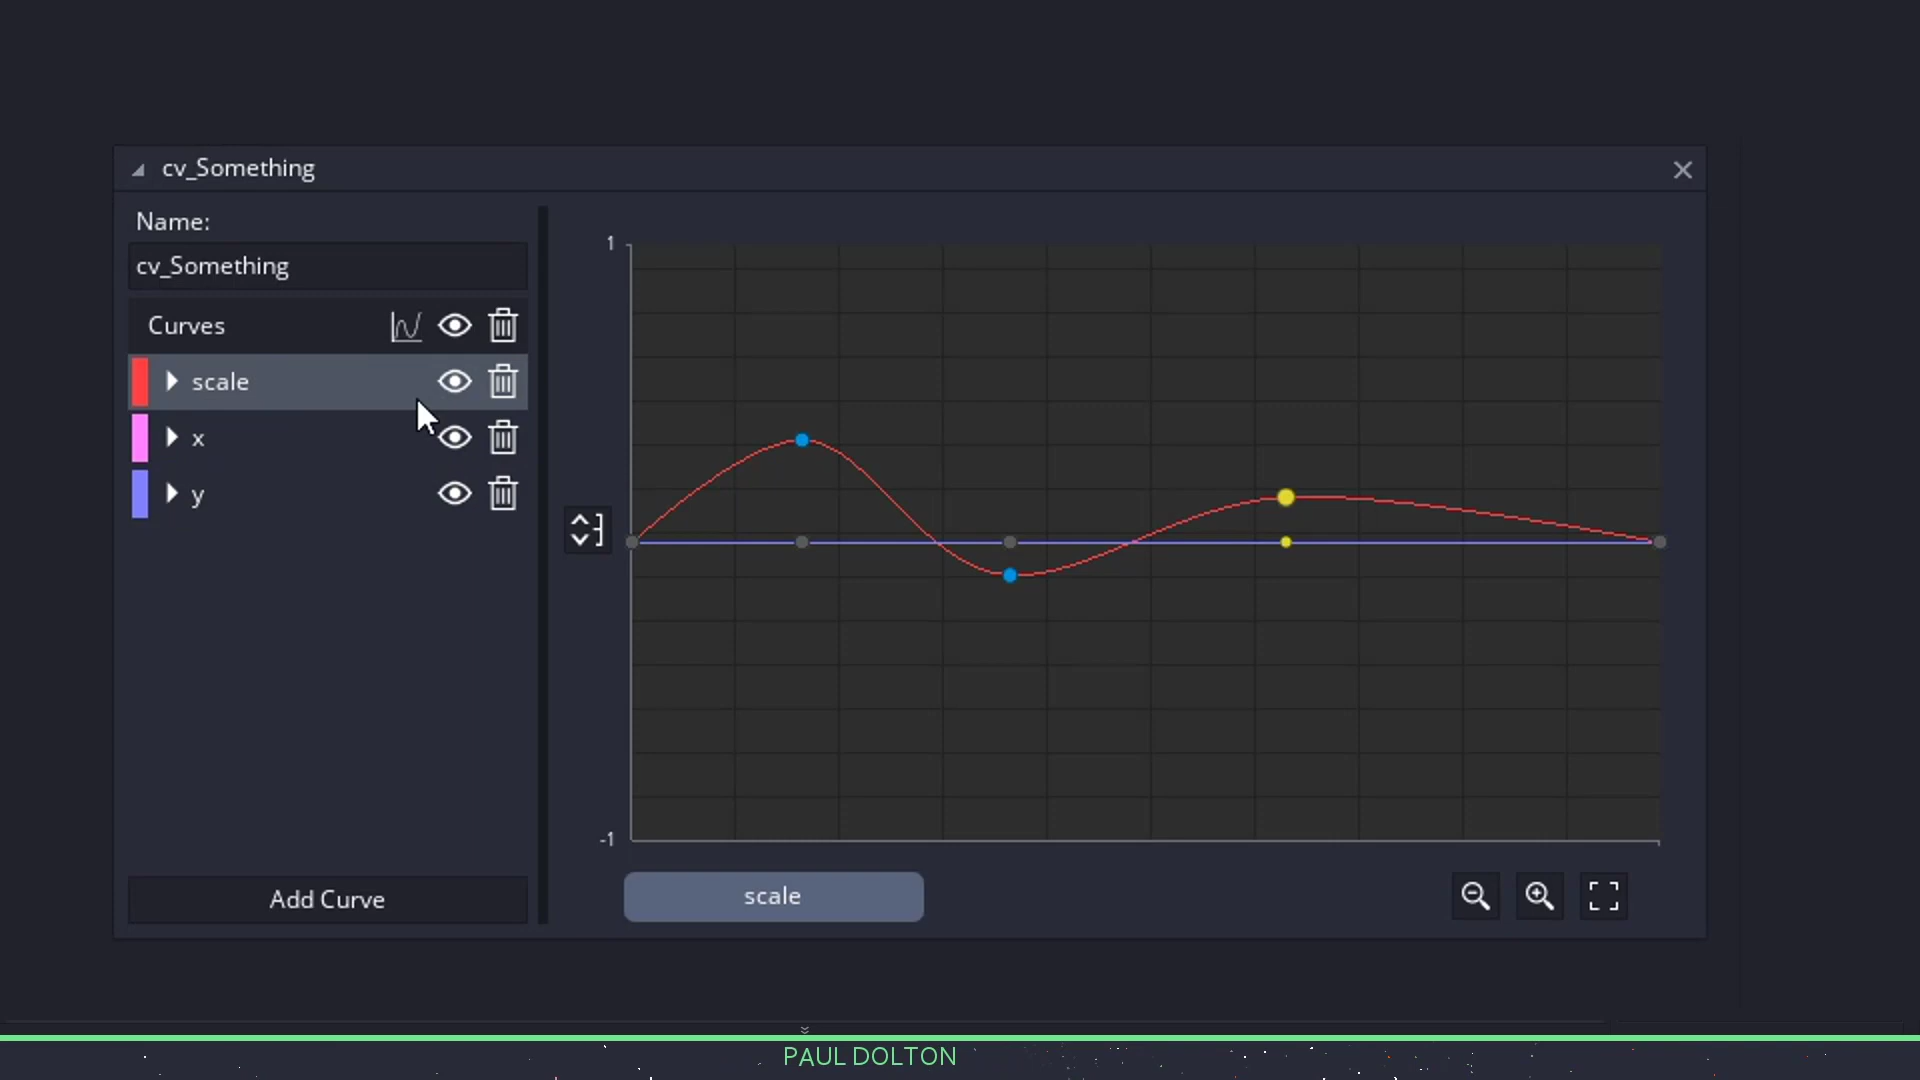 cv_Something
Name:
cv_Something
Curves
scale
x
y
Add Curve
1
-1
scale
PAUL DOLTON